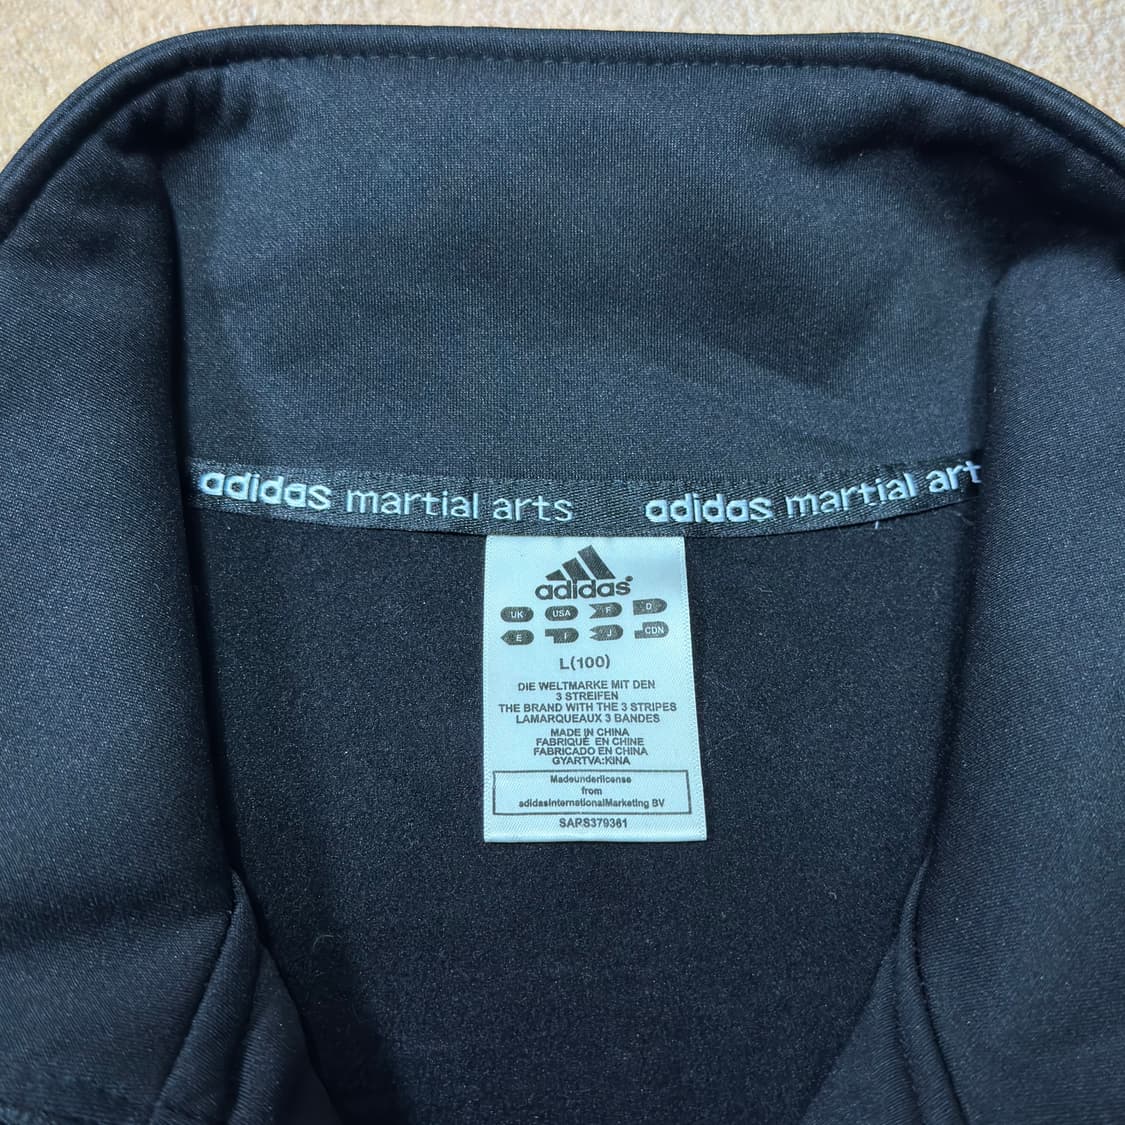 adidas martial arts adidas martial art
adidas
UK USA F D
E I J CDN
L(100)
DIE WELTMARKE MIT DEN
3 STREIFEN
THE BRAND WITH THE 3 STRIPES
LAMARQUEAUX 3 BANDES
MADE IN CHINA
FABRIQUÉ EN CHINE
FABRICADO EN CHINA
GYARTVA:KINA
Madeunderlicense
from
adidasInternationalMarketing BV
SAPS379361